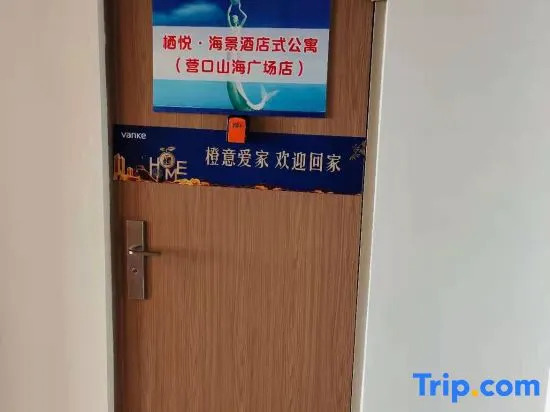 栖悦·海景酒店式公寓
（营口山海广场店）
vanke
HOME
橙意爱家 欢迎回家
Trip.com